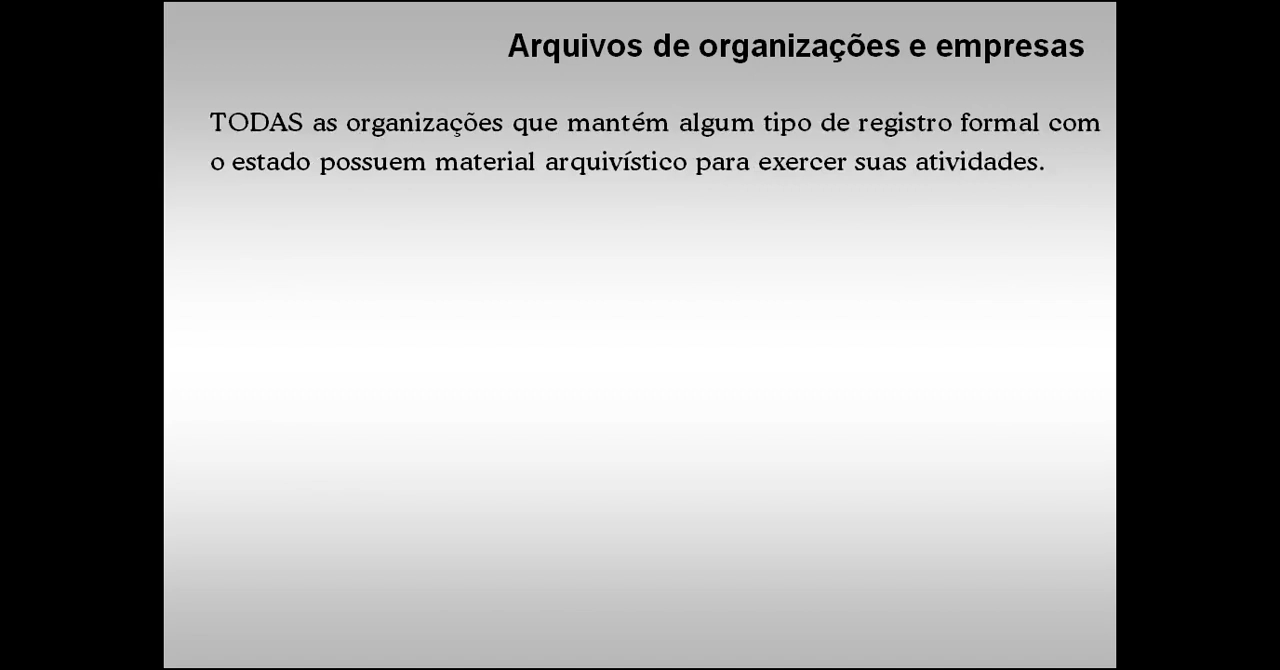 Arquivos de organizações e empresas
TODAS as organizações que mantém algum tipo de registro formal com
o estado possuem material arquivístico para exercer suas atividades.